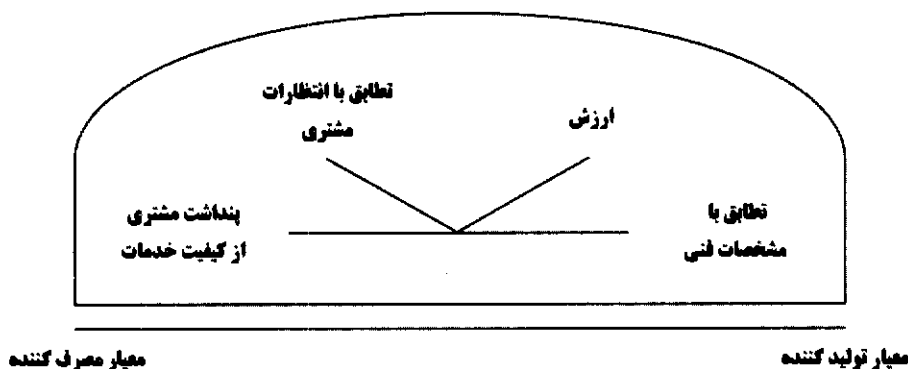 تطابق با انتظارات
مشتری
ارزش
پنداشت مشتری
از کیفیت خدمات
تطابق با
مشخصات فنی
معیار مصرف کننده
معیار تولید کننده